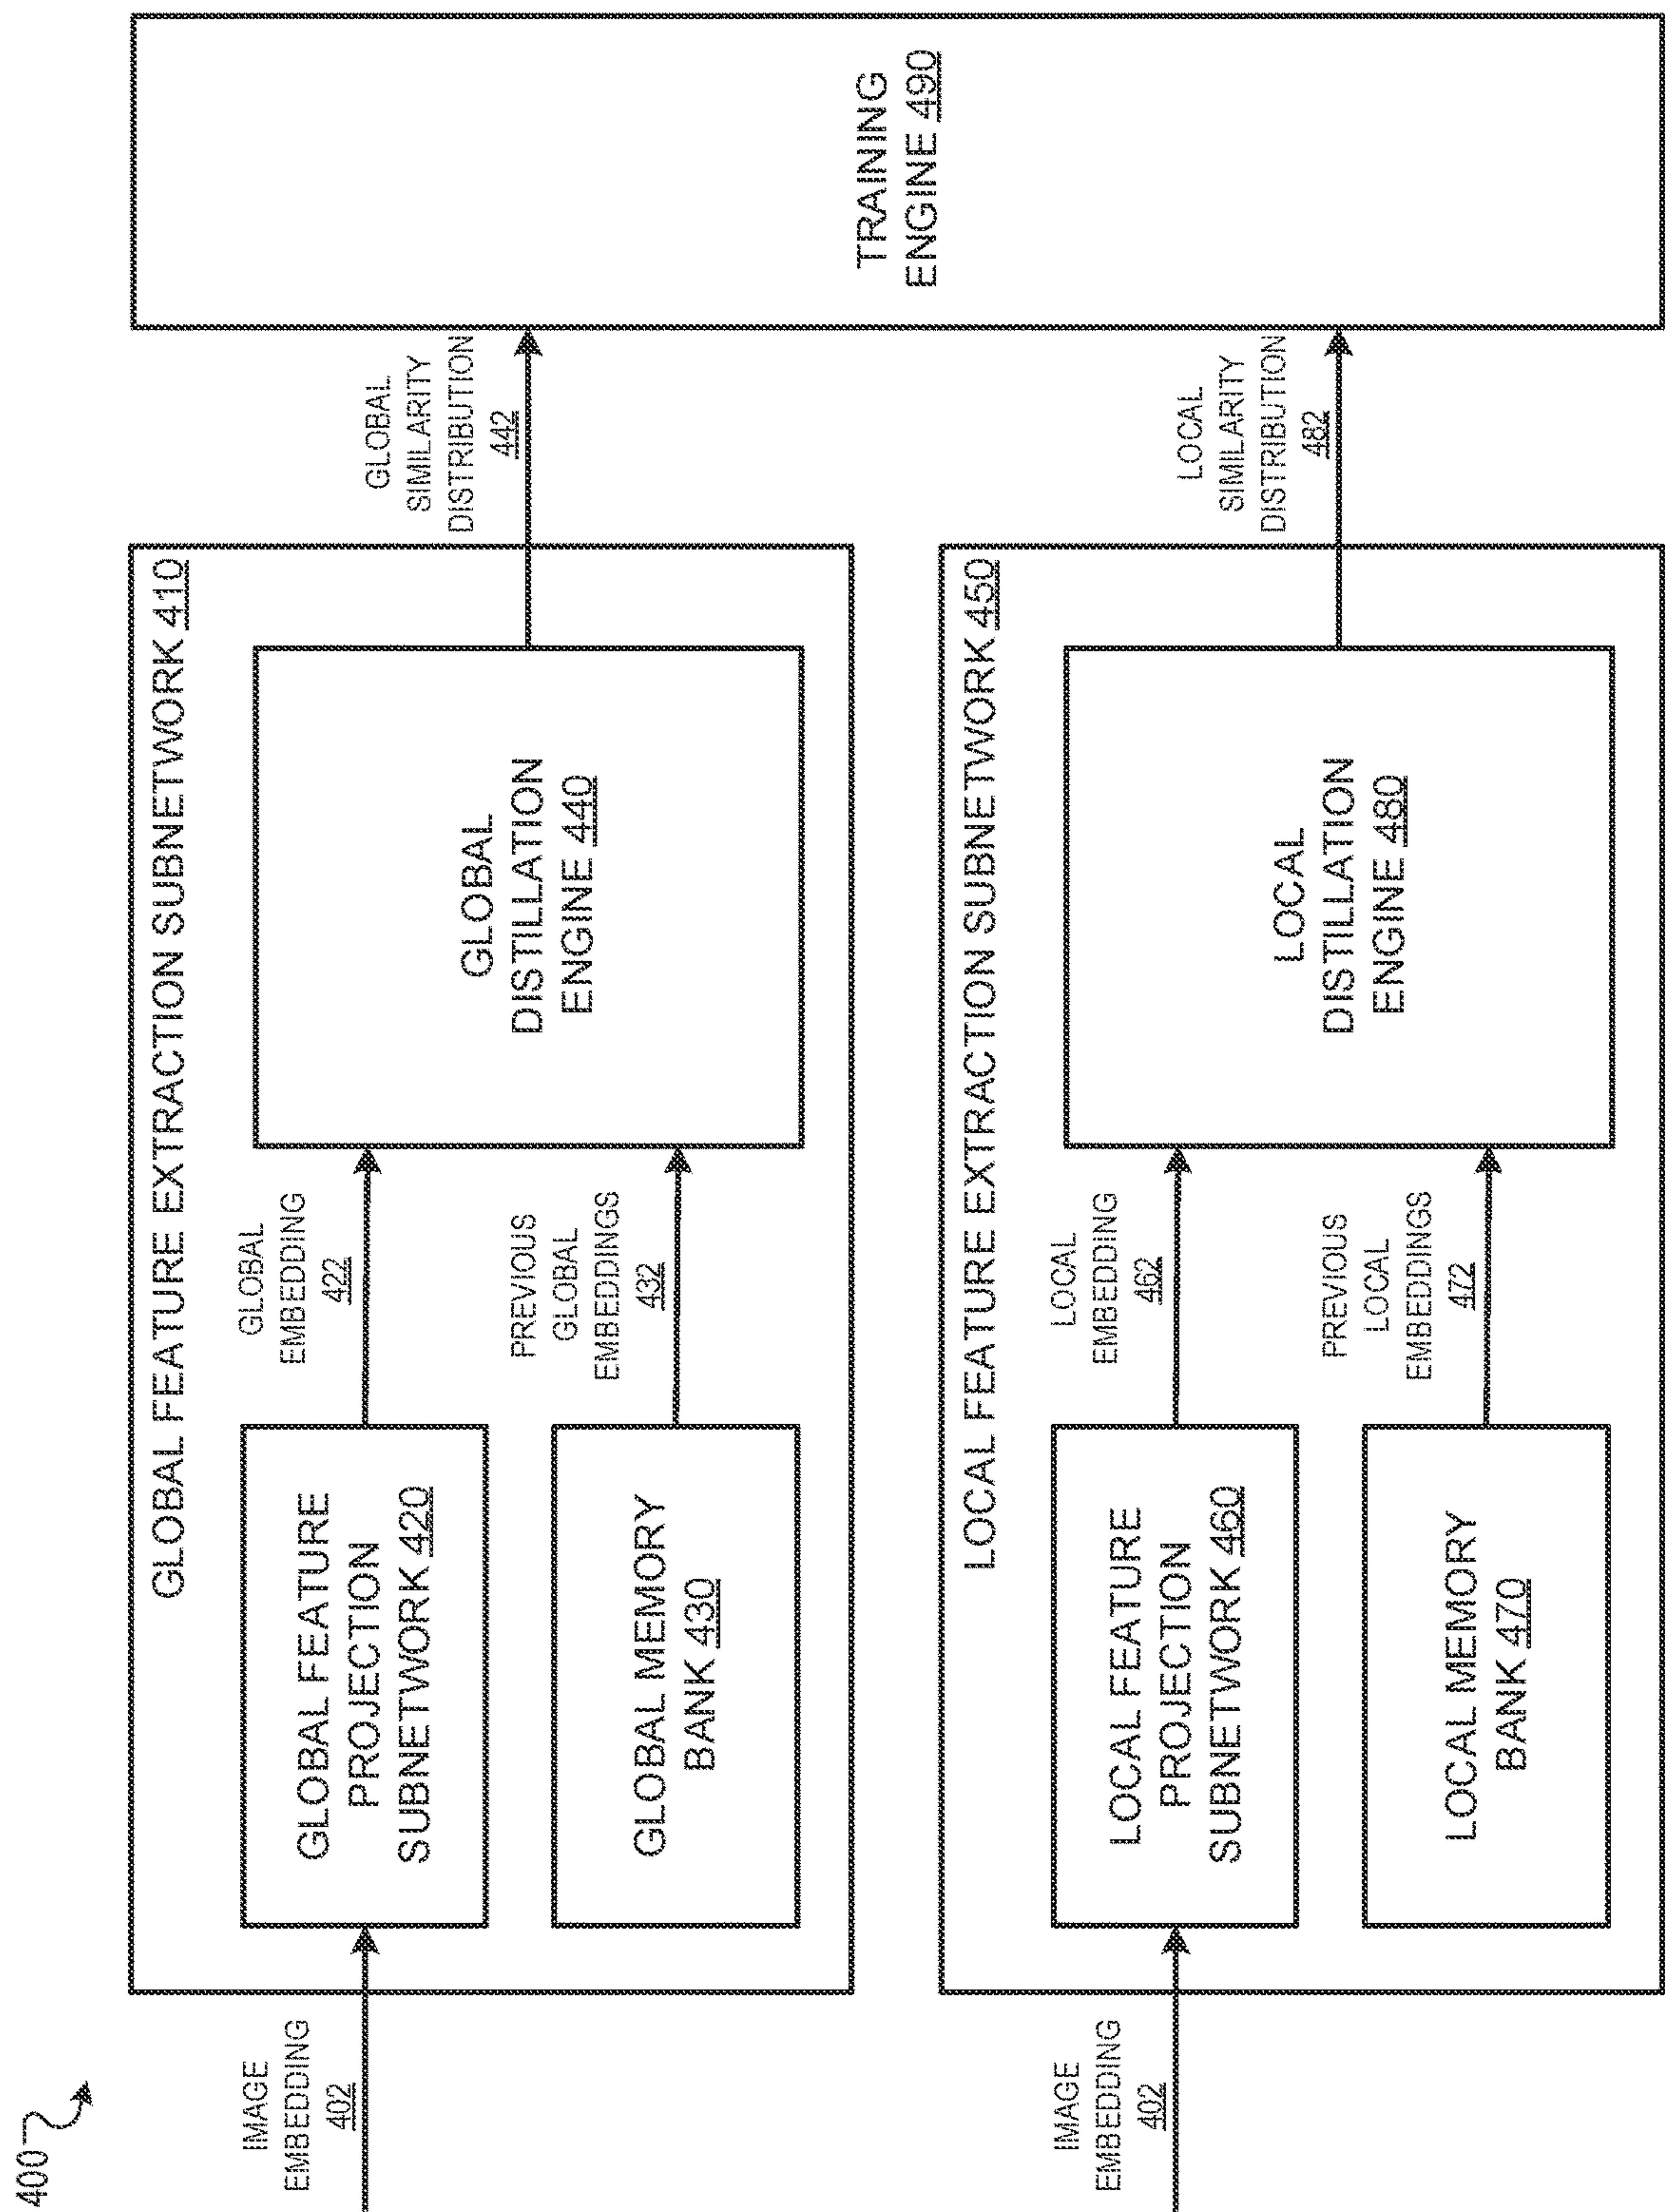 400
IMAGE
EMBEDDING
402
GLOBAL FEATURE EXTRACTION SUBNETWORK 410
GLOBAL FEATURE
PROJECTION
SUBNETWORK 420
GLOBAL
EMBEDDING
422
GLOBAL MEMORY
BANK 430
PREVIOUS
GLOBAL
EMBEDDINGS
432
GLOBAL
DISTILLATION
ENGINE 440
GLOBAL
SIMILARITY
DISTRIBUTION
442
IMAGE
EMBEDDING
402
LOCAL FEATURE EXTRACTION SUBNETWORK 450
LOCAL FEATURE
PROJECTION
SUBNETWORK 460
LOCAL
EMBEDDING
462
LOCAL MEMORY
BANK 470
PREVIOUS
LOCAL
EMBEDDINGS
472
LOCAL
DISTILLATION
ENGINE 480
LOCAL
SIMILARITY
DISTRIBUTION
482
TRAINING
ENGINE 490